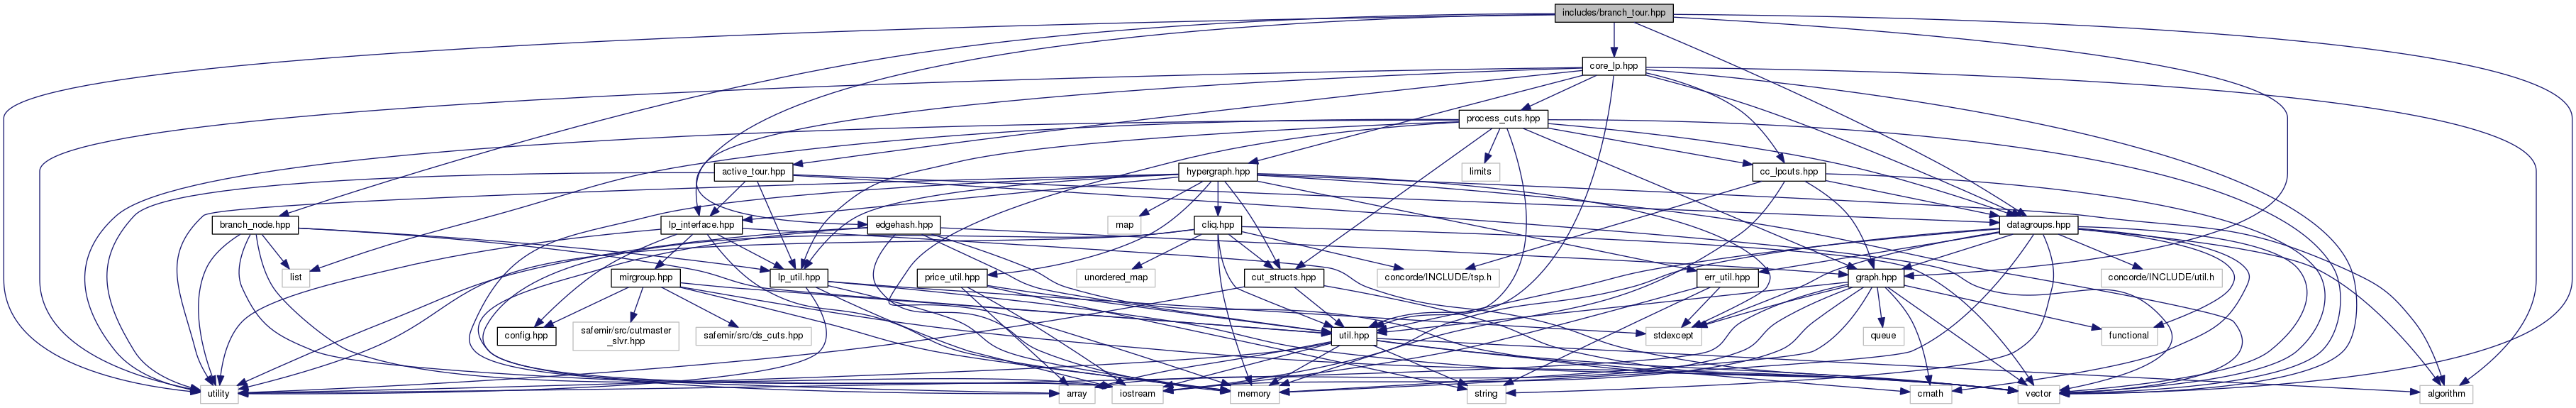 includes/branch_tour.hpp
core_lp.hpp
process_cuts.hpp
active_tour.hpp
hypergraph.hpp
limits
cc_lpcuts.hpp
branch_node.hpp
lp_interface.hpp
edgehash.hpp
map
cliq.hpp
datagroups.hpp
list
mirgroup.hpp
lp_util.hpp
price_util.hpp
unordered_map
cut_structs.hpp
concorde/INCLUDE/tsp.h
err_util.hpp
graph.hpp
concorde/INCLUDE/util.h
config.hpp
safemir/src/cutmaster
_slvr.hpp
safemir/src/ds_cuts.hpp
util.hpp
stdexcept
queue
functional
utility
array
iostream
memory
string
cmath
vector
algorithm